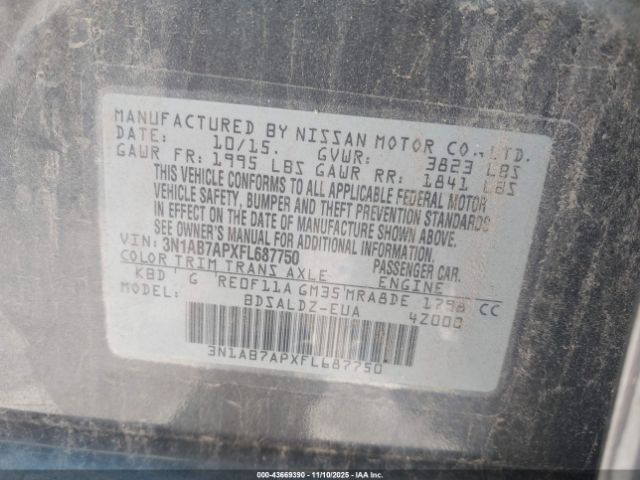 MANUFACTURED BY NISSAN MOTOR CO., LTD.
DATE: 10/15. GVWR: 3823 LBS
GAWR FR: 1995 LBS GAWR RR: 1841 LBS
THIS VEHICLE CONFORMS TO ALL APPLICABLE FEDERAL MOTOR
VEHICLE SAFETY, BUMPER AND THEFT PREVENTION STANDARDS
IN EFFECT ON THE DATE OF MANUFACTURE SHOWN ABOVE.
SEE OWNER'S MANUAL FOR ADDITIONAL INFORMATION.
VIN: 3N1AB7APXFL687750 PASSENGER CAR.
COLOR TRIM TRANS AXLE ENGINE
KBD G RE0F11A GM35 MRA8DE 1798 CC
MODEL: BDSALDZ-EUA 4Z000
3N1AB7APXFL687750
000-43669390 - 11/10/2025 - IAA Inc.